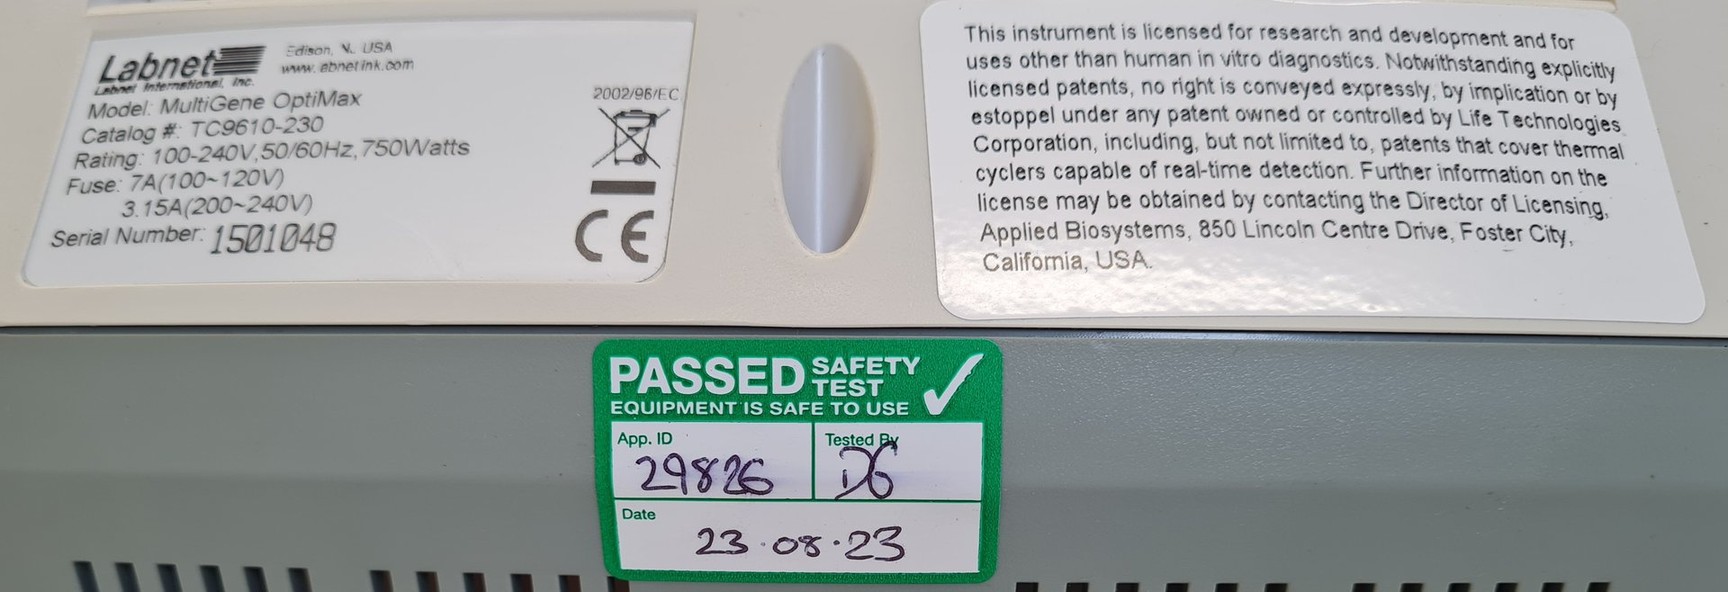 Labnet
Labnet International, Inc.
Edison, N. USA
www. abnetink.com
Model: MultiGene OptiMax
Catalog #: TC9610-230
Rating: 100-240V,50/60Hz,750Watts
Fuse: 7A(100~120V)
3.15A(200~240V)
Serial Number: 1501048
2002/96/EC
CE
This instrument is licensed for research and development and for
uses other than human in vitro diagnostics. Notwithstanding explicitly
licensed patents, no right is conveyed expressly, by implication or by
estoppel under any patent owned or controlled by Life Technologies
Corporation, including, but not limited to, patents that cover thermal
cyclers capable of real-time detection. Further information on the
license may be obtained by contacting the Director of Licensing,
Applied Biosystems, 850 Lincoln Centre Drive, Foster City,
California, USA.
PASSED SAFETY TEST
EQUIPMENT IS SAFE TO USE
App. ID
29826
Tested By
DG
Date
23.08.23